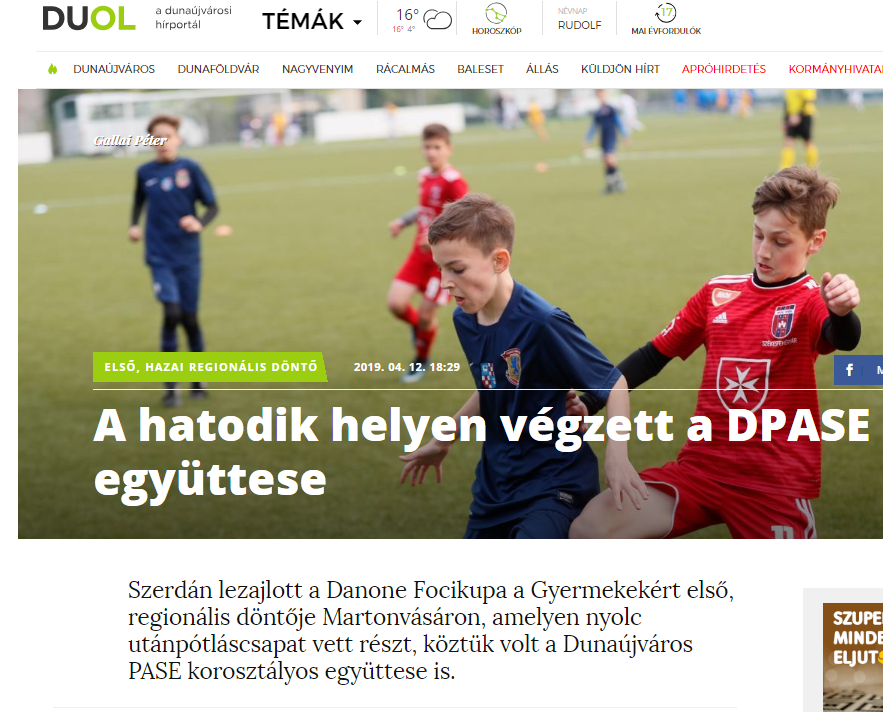 DUOL
a dunaújvárosi
hírportál
TÉMÁK
16°
16° 4°
HOROSZKÓP
NÉVNAP
RUDOLF
17
MAI ÉVFORDULÓK
DUNAÚJVÁROS DUNAFÖLDVÁR NAGYVENYIM RÁCALMÁS BALESET ÁLLÁS KÜLDJÖN HÍRT APRÓHIRDETÉS KORMÁNYHIVATA
Gallai Péter
ELSŐ, HAZAI REGIONÁLIS DÖNTŐ
2019. 04. 12. 18:29
f M
A hatodik helyen végzett a DPASE
együttese
Szerdán lezajlott a Danone Focikupa a Gyermekekért első,
regionális döntője Martonvásáron, amelyen nyolc
utánpótláscsapat vett részt, köztük volt a Dunaújváros
PASE korosztályos együttese is.
SZUPE
MINDE
ELJUT